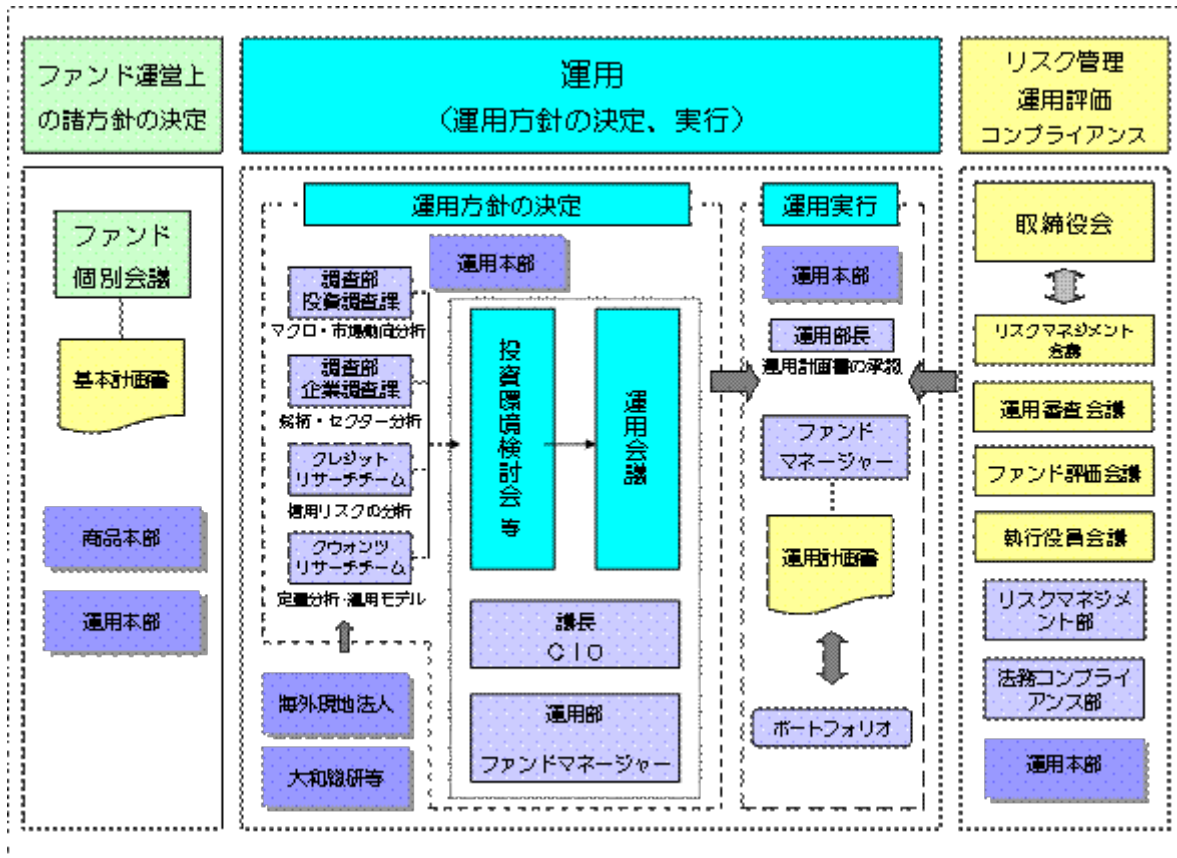 ファンド運営上
の諸方針の決定
運用
（運用方針の決定、実行）
リスク管理
運用評価
コンプライアンス
ファンド
個別会議
基本計画書
商品本部
運用本部
運用方針の決定
運用本部
調査部
投資調査課
マクロ・市場動向分析
調査部
企業調査課
銘柄・セクター分析
クレジット
リサーチチーム
信用リスクの分析
クウォンツ
リサーチチーム
定量分析・運用モデル
海外現地法人
大和総研等
投資環境検討会 等
運用会議
議長
ＣＩＯ
運用部
ファンドマネージャー
運用実行
運用本部
運用部長
運用計画書の承認
ファンド
マネージャー
運用計画書
ポートフォリオ
取締役会
リスクマネジメント
会議
運用審査会議
ファンド評価会議
執行役員会議
リスクマネジメ
ント部
法務コンプライ
アンス部
運用本部